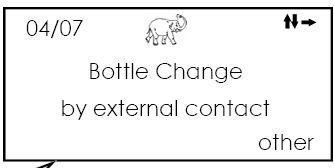 04/07
Bottle Change
by external contact
other